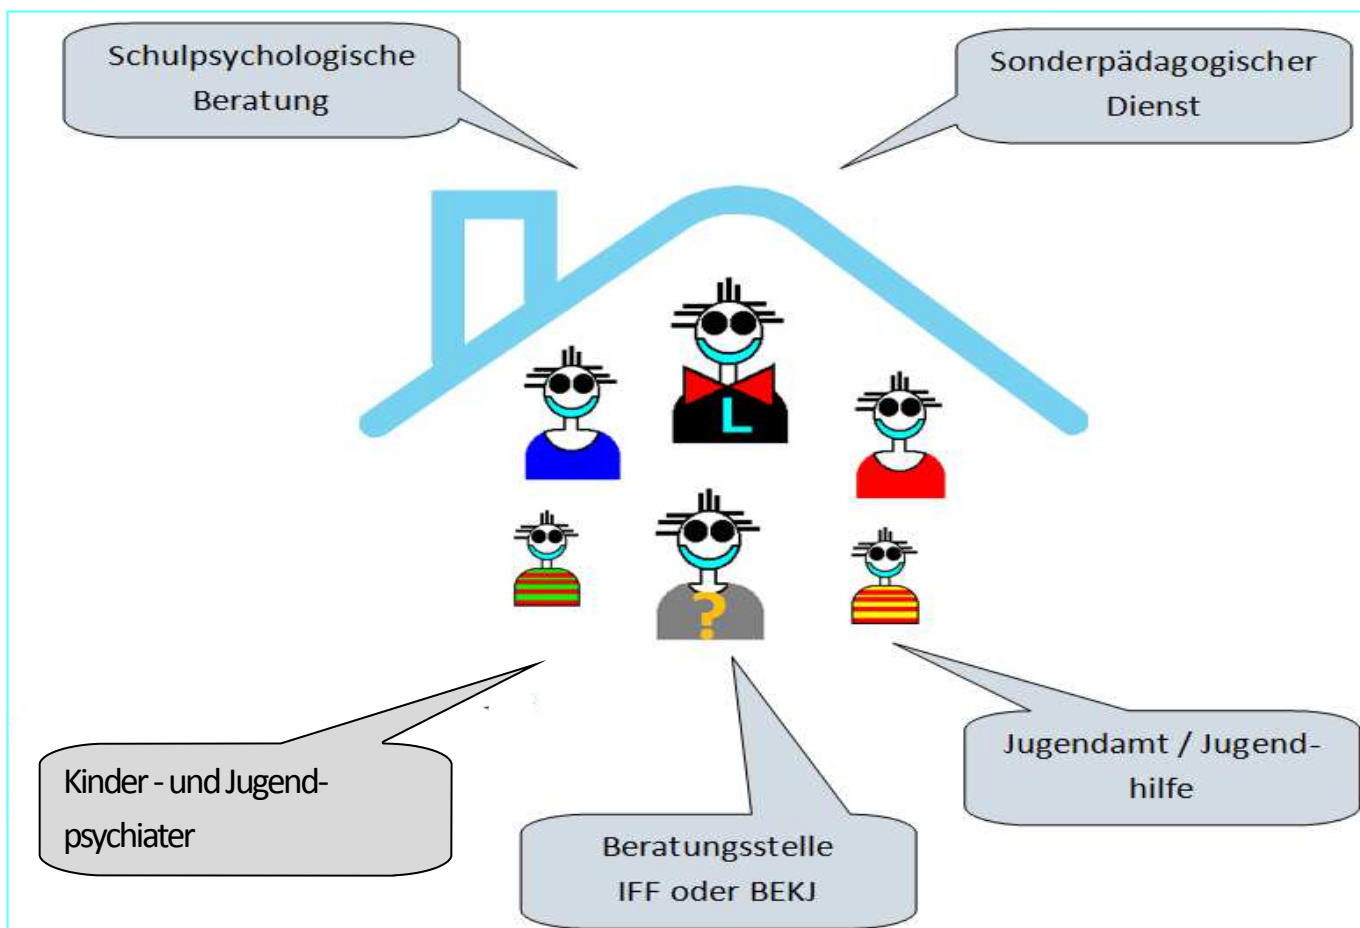 Schulpsychologische
Beratung
Sonderpädagogischer
Dienst
L
?
Kinder - und Jugend-
psychiater
Beratungsstelle
IFF oder BEKJ
Jugendamt / Jugend-
hilfe